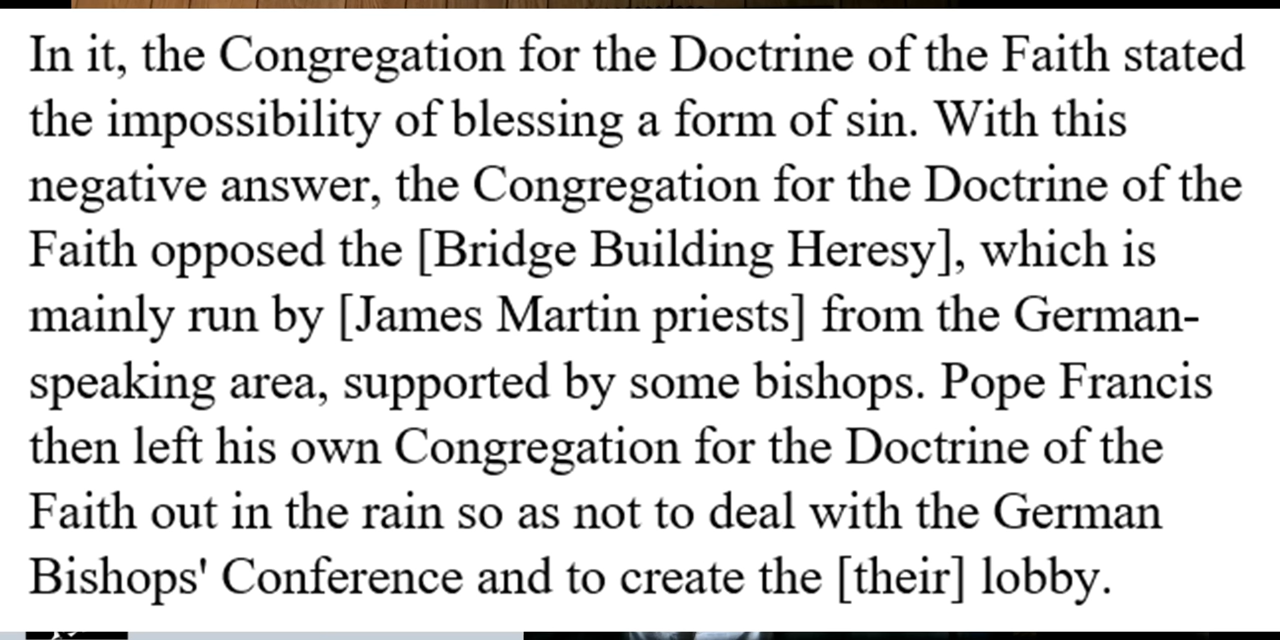 In it, the Congregation for the Doctrine of the Faith stated
the impossibility of blessing a form of sin. With this
negative answer, the Congregation for the Doctrine of the
Faith opposed the [Bridge Building Heresy], which is
mainly run by [James Martin priests] from the German-
speaking area, supported by some bishops. Pope Francis
then left his own Congregation for the Doctrine of the
Faith out in the rain so as not to deal with the German
Bishops' Conference and to create the [their] lobby.